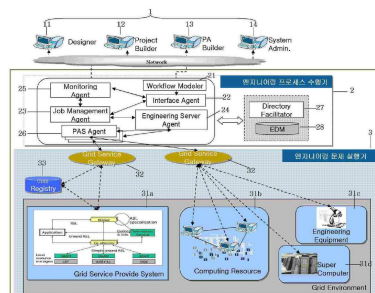 1
11
12
13
14
Designer
Project
Builder
PA
Builder
System
Admin.
Network
21
25
Monitoring
Agent
Workflow Modeler
엔지니어링 프로세스 수행기
2
Interface Agent
22
24
23
Job Management
Agent
Engineering Server
Agent
Directory
Facilitator
27
26
PAS Agent
EDM
28
3
Grid Service
Gateway
Grid Service
엔지니어링 문제 실행기
33
32
32
Registry
31a
31b
31c
Application
Broker
Engineering
Equipment
Computing Resource
31d
Super
Computer
Grid Service Provide System
Grid Environment